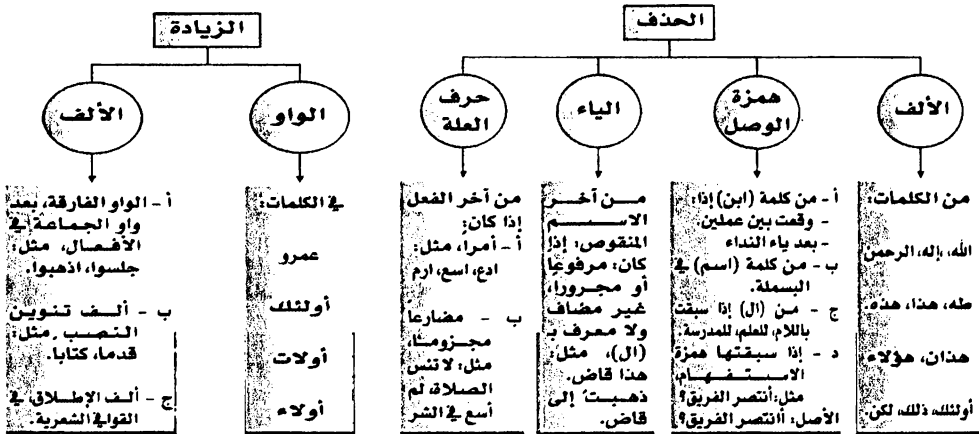 الحذف
الألف
من الكلمات:
الله، إله، الرحمن
طه، هذا، هذه.
هذان، هؤلاء
أولئك، ذلك، لكن.
همزة
الوصل
أ - من كلمة (ابن) إذا:
- وقعت بين عملين
- بعد ياء النداء
ب - من كلمة (اسم) في
البسملة.
ج - من (ال) إذا سبقت
باللام، للعلم، للمدرسة.
د - إذا سبقتها همزة
الاستفهام،
مثل: أنتصر الفريق؟
الأصل: أانتصر الفريق؟
الياء
من آخر
الاسم
المنقوص: إذا
كان: مرفوعا
أو مجرورا،
غير مضاف
ولا معرف بـ
(ال)، مثل:
هذا قاض.
ذهبت إلى
قاض.
حرف
العلة
من آخر الفعل
إذا كان:
أ - أمرا، مثل:
ادع، اسع، ارم
ب - مضارعا
مجزوما،
مثل: لا تنس
الصلاة، لم
أسع في الشر
الزيادة
الواو
في الكلمات:
عمرو
أولئك
أولات
أولاء
الألف
أ - الواو الفارقة، بعد
واو الجماعة في
الأفعال، مثل:
جلسوا، اذهبوا.
ب - ألف تنوين
النصب، مثل:
قدما، كتابا.
ج - ألف الإطلاق، في
القوافي الشعرية.